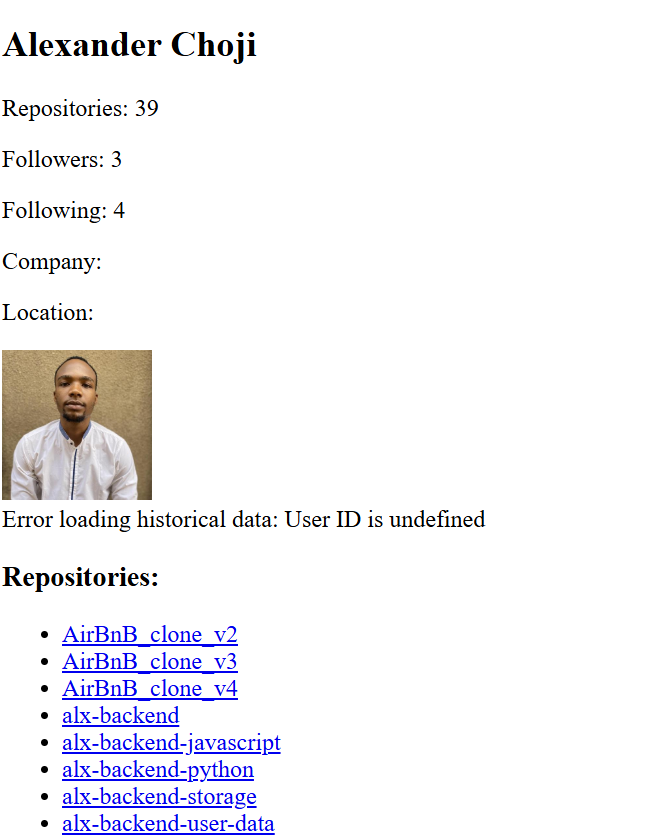 Alexander Choji
Repositories: 39
Followers: 3
Following: 4
Company:
Location:
Error loading historical data: User ID is undefined
Repositories:
AirBnB_clone_v2
AirBnB_clone_v3
AirBnB_clone_v4
alx-backend
alx-backend-javascript
alx-backend-python
alx-backend-storage
alx-backend-user-data